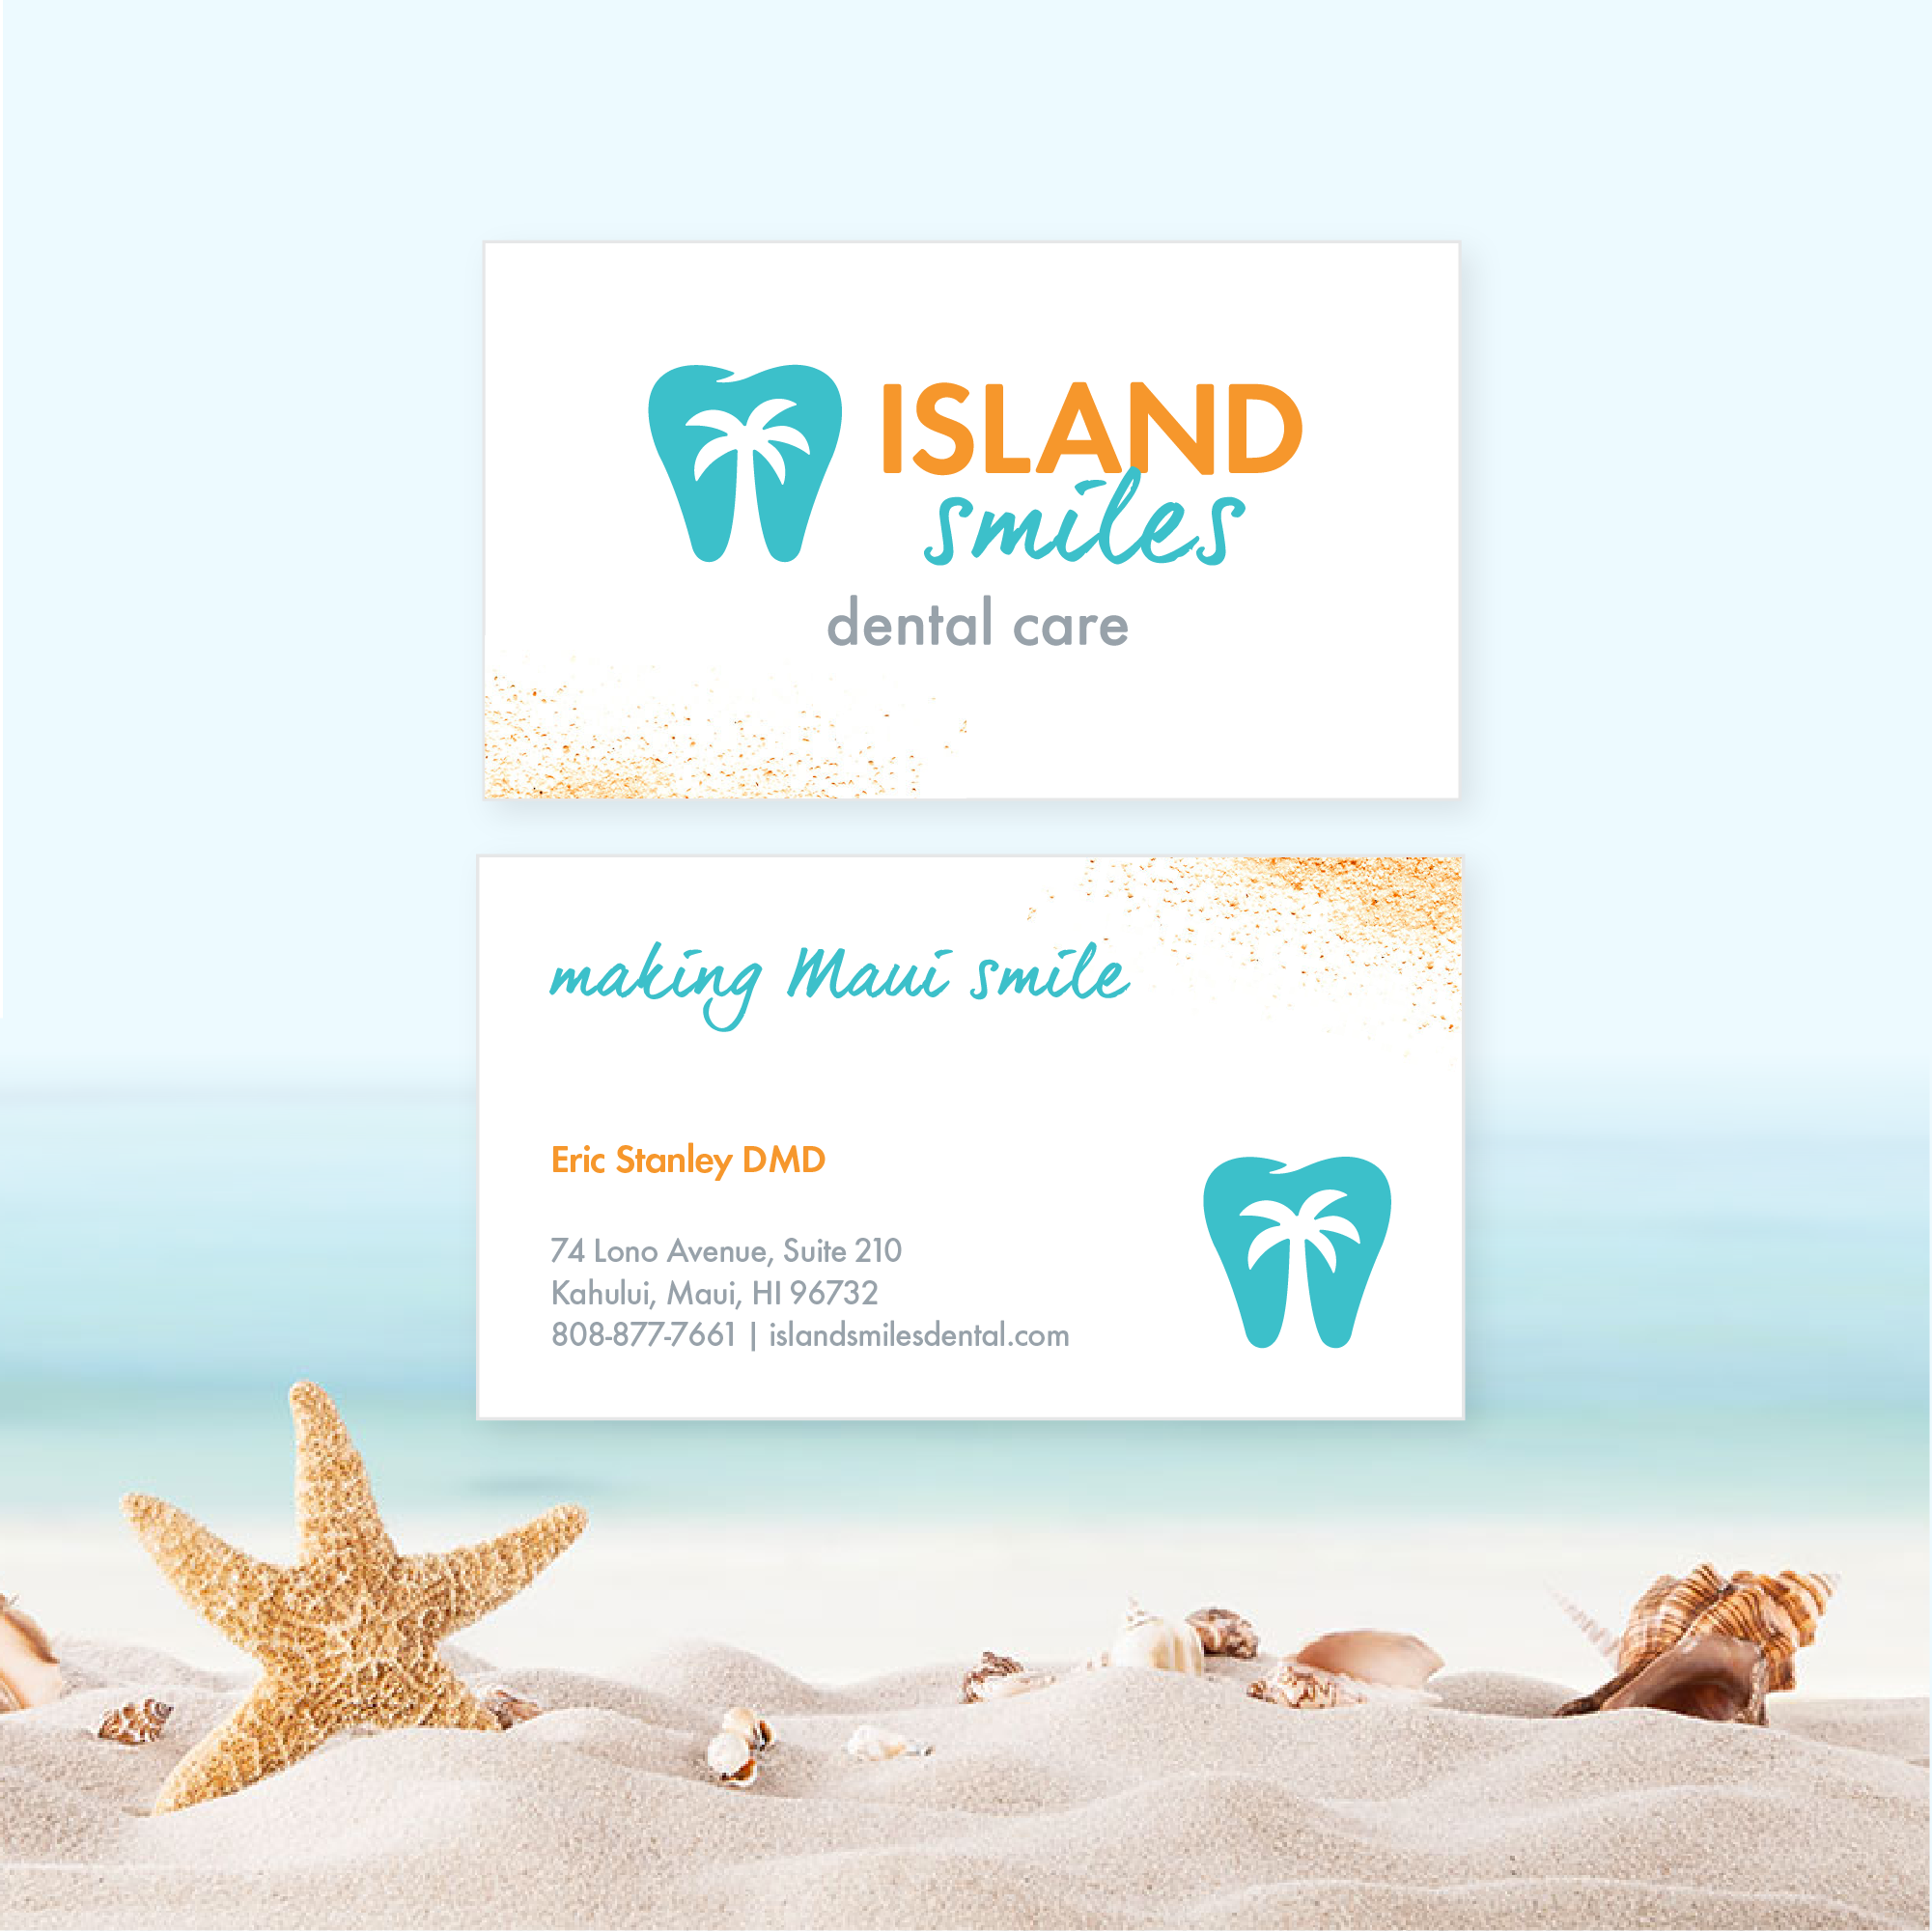 ISLAND
smiles
dental care
making Maui smile
Eric Stanley DMD
74 Lono Avenue, Suite 210
Kahului, Maui, HI 96732
808-877-7661 | islandsmilesdental.com